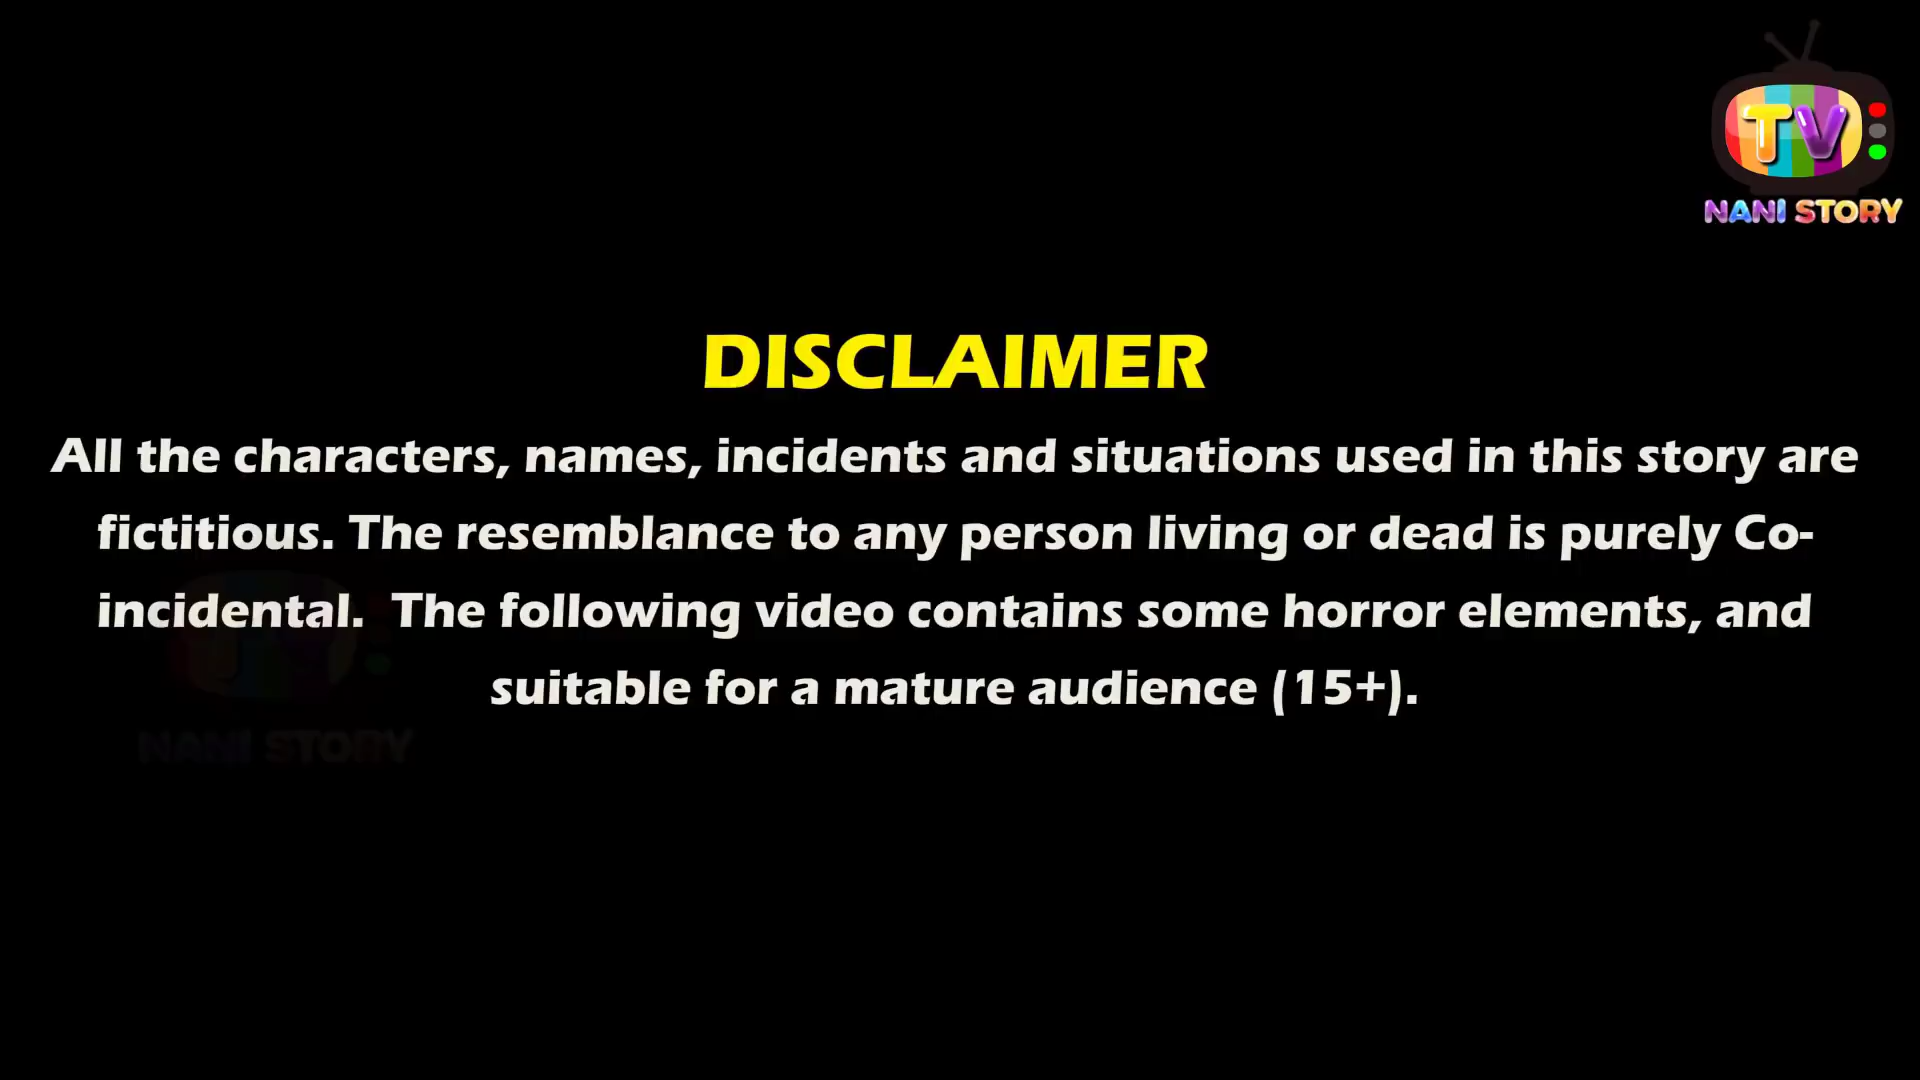 TV
NANI STORY
DISCLAIMER
All the characters, names, incidents and situations used in this story are
fictitious. The resemblance to any person living or dead is purely Co-
incidental. The following video contains some horror elements, and
suitable for a mature audience (15+).
NANI STORY